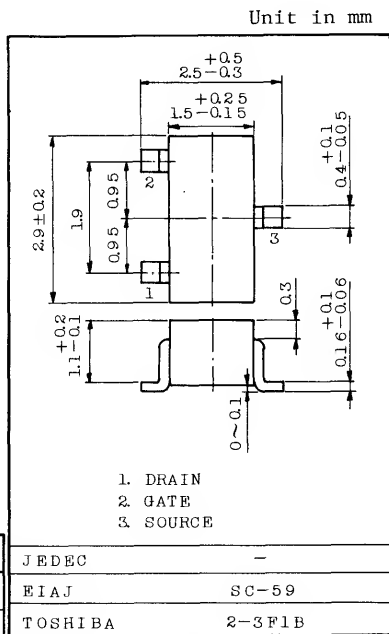 Unit in mm
+0.5
2.5-0.3
+0.25
1.5-0.15
2.9±0.2
1.9
0.95
0.95
2
1
3
+0.1
0.4-0.05
+0.2
1.1-0.1
0.3
+0.1
0.16-0.06
0~0.1
1. DRAIN
2. GATE
3. SOURCE
JEDEC -
EIAJ SC-59
TOSHIBA 2-3F1B